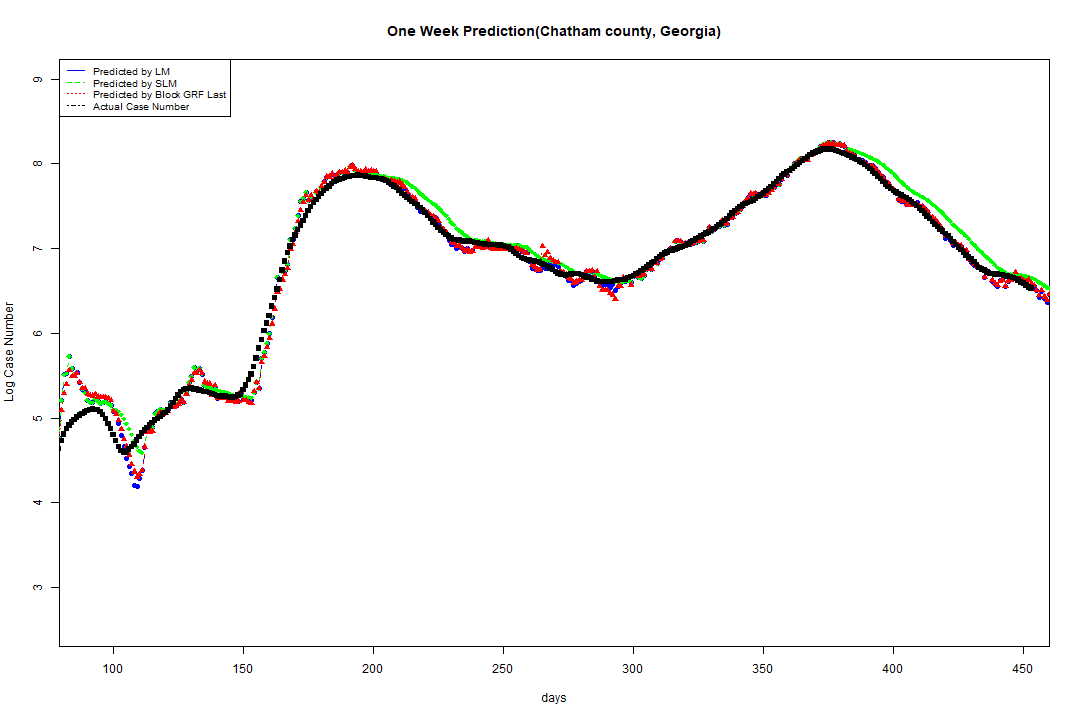 One Week Prediction(Chatham county, Georgia)
Predicted by LM
Predicted by SLM
Predicted by Block GRF Last
Actual Case Number
9
8
7
6
5
4
3
Log Case Number
100 150 200 250 300 350 400 450
days